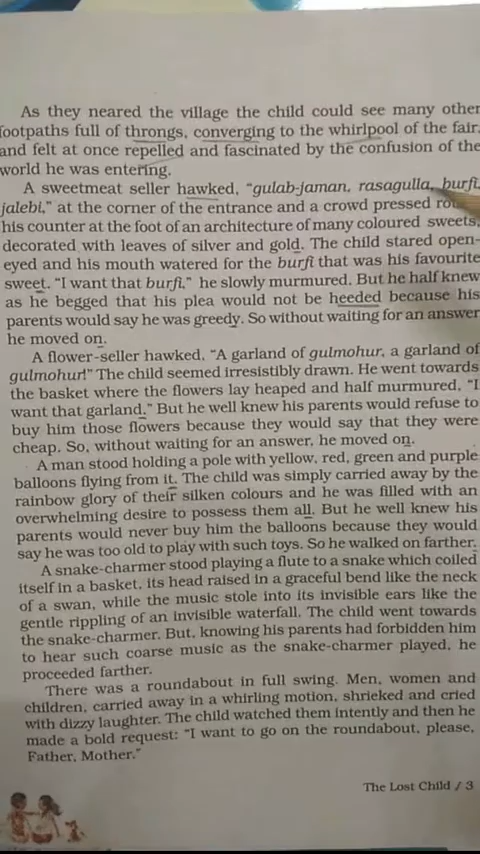 As they neared the village the child could see many other
footpaths full of throngs, converging to the whirlpool of the fair,
and felt at once repelled and fascinated by the confusion of the
world he was entering.
A sweetmeat seller hawked, “gulab-jaman, rasagulla, burfi,
jalebi,” at the corner of the entrance and a crowd pressed
his counter at the foot of an architecture of many coloured sweets,
decorated with leaves of silver and gold. The child stared open-
eyed and his mouth watered for the burfi that was his favourite
sweet. “I want that burfi,” he slowly murmured. But he half knew
as he begged that his plea would not be heeded because his
parents would say he was greedy. So without waiting for an answer
he moved on.
A flower-seller hawked, “A garland of gulmohur, a garland of
gulmohur!” The child seemed irresistibly drawn. He went towards
the basket where the flowers lay heaped and half murmured, “I
want that garland.” But he well knew his parents would refuse to
buy him those flowers because they would say that they were
cheap. So, without waiting for an answer, he moved on.
A man stood holding a pole with yellow, red, green and purple
balloons flying from it. The child was simply carried away by the
rainbow glory of their silken colours and he was filled with an
overwhelming desire to possess them all. But he well knew his
parents would never buy him the balloons because they would
say he was too old to play with such toys. So he walked on farther.
A snake-charmer stood playing a flute to a snake which coiled
itself in a basket, its head raised in a graceful bend like the neck
of a swan, while the music stole into its invisible ears like the
gentle rippling of an invisible waterfall. The child went towards
the snake-charmer. But, knowing his parents had forbidden him
to hear such coarse music as the snake-charmer played, he
proceeded farther.
There was a roundabout in full swing. Men, women and
children, carried away in a whirling motion, shrieked and cried
with dizzy laughter. The child watched them intently and then he
made a bold request: “I want to go on the roundabout, please,
Father, Mother.”
The Lost Child / 3